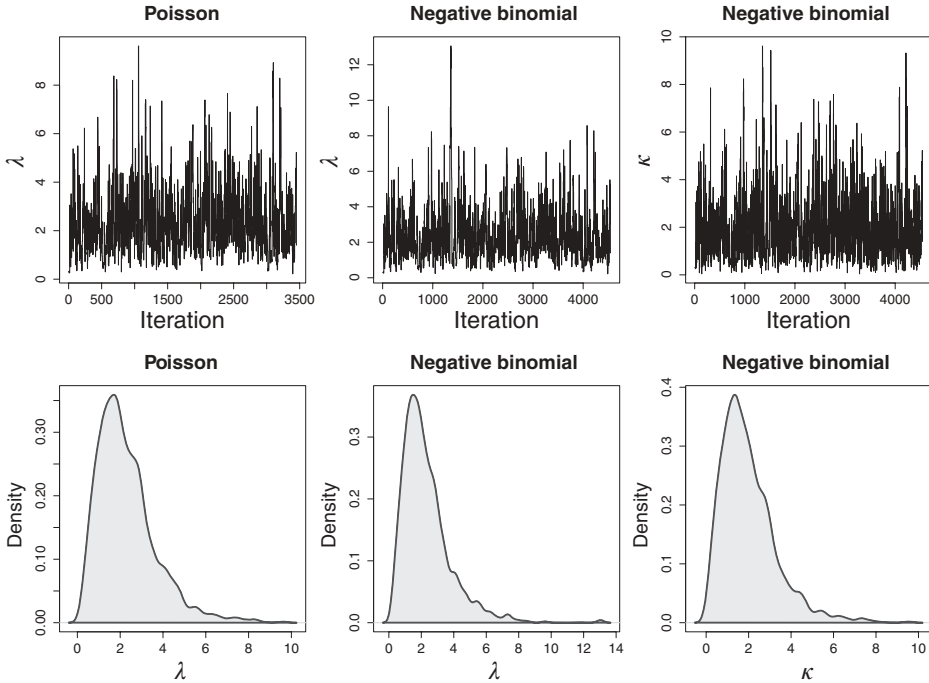 Poisson
Negative binomial
Negative binomial
λ
8
6
4
2
0
0 500 1500 2500 3500
Iteration
λ
12
10
8
6
4
2
0
0 1000 2000 3000 4000
Iteration
κ
10
8
6
4
2
0
0 1000 2000 3000 4000
Iteration
Poisson
Negative binomial
Negative binomial
Density
0.30
0.20
0.10
0.00
0 2 4 6 8 10
λ
Density
0.3
0.2
0.1
0.0
0 2 4 6 8 10 12 14
λ
Density
0.4
0.3
0.2
0.1
0.0
0 2 4 6 8 10
κ